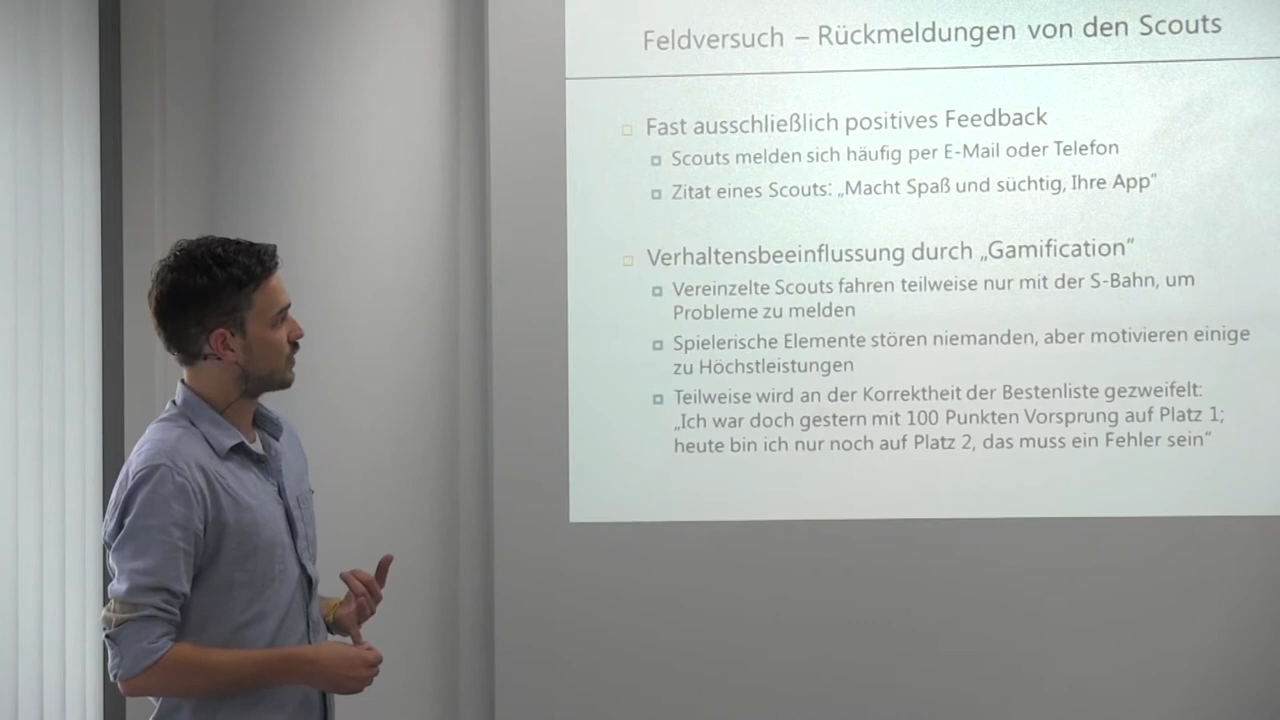 Feldversuch – Rückmeldungen von den Scouts
Fast ausschließlich positives Feedback
Scouts melden sich häufig per E-Mail oder Telefon
Zitat eines Scouts: „Macht Spaß und süchtig, Ihre App“
Verhaltensbeeinflussung durch „Gamification“
Vereinzelte Scouts fahren teilweise nur mit der S-Bahn, um
Probleme zu melden
Spielerische Elemente stören niemanden, aber motivieren einige
zu Höchstleistungen
Teilweise wird an der Korrektheit der Bestenliste gezweifelt:
„Ich war doch gestern mit 100 Punkten Vorsprung auf Platz 1;
heute bin ich nur noch auf Platz 2, das muss ein Fehler sein“